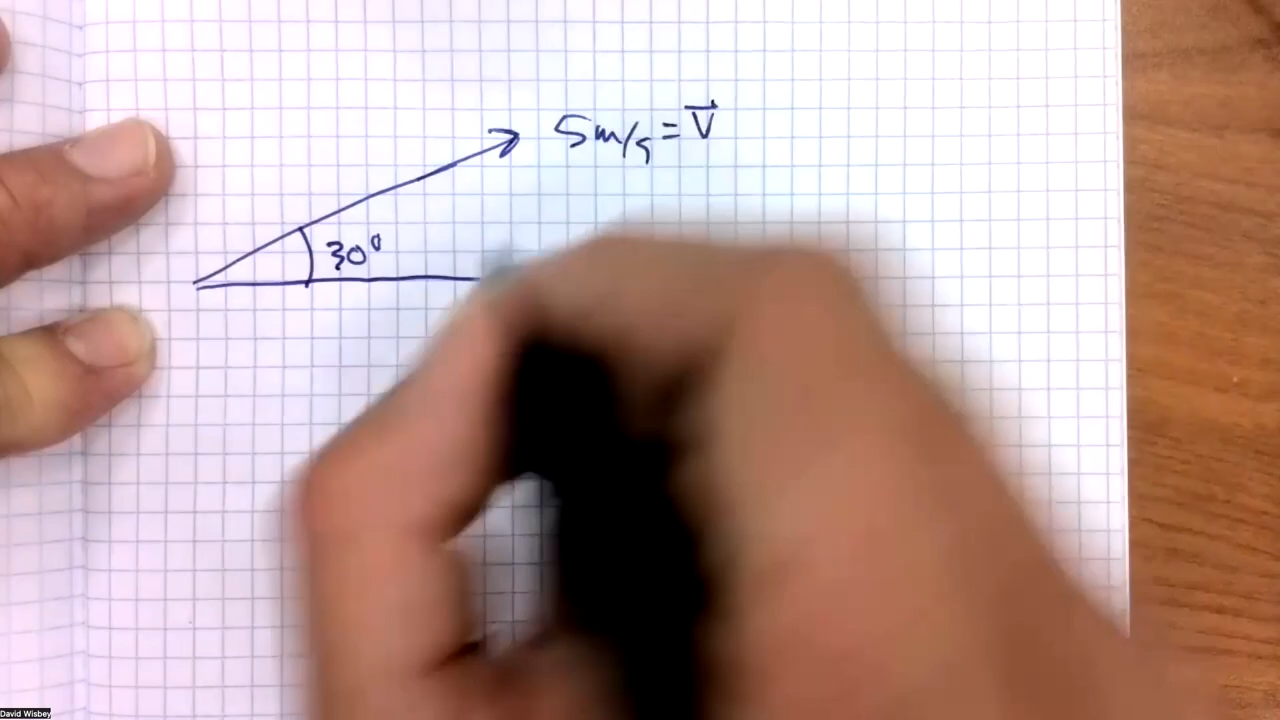 5m/s = V⃗
30°
David Wisbey